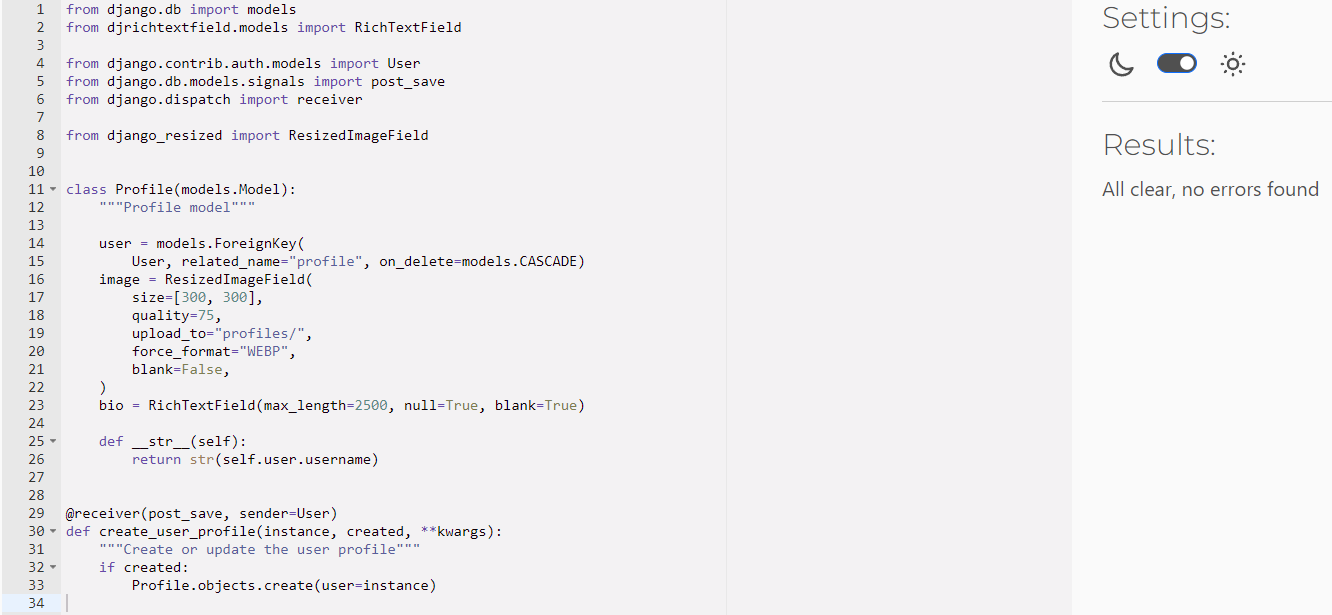 1 from django.db import models
2 from djrichtextfield.models import RichTextField
3
4 from django.contrib.auth.models import User
5 from django.db.models.signals import post_save
6 from django.dispatch import receiver
7
8 from django_resized import ResizedImageField
9
10
11 class Profile(models.Model):
12     """Profile model"""
13
14     user = models.ForeignKey(
15         User, related_name="profile", on_delete=models.CASCADE)
16     image = ResizedImageField(
17         size=[300, 300],
18         quality=75,
19         upload_to="profiles/",
20         force_format="WEBP",
21         blank=False,
22     )
23     bio = RichTextField(max_length=2500, null=True, blank=True)
24
25     def __str__(self):
26         return str(self.user.username)
27
28
29 @receiver(post_save, sender=User)
30 def create_user_profile(instance, created, **kwargs):
31     """Create or update the user profile"""
32     if created:
33         Profile.objects.create(user=instance)
34
Settings:
Results:
All clear, no errors found